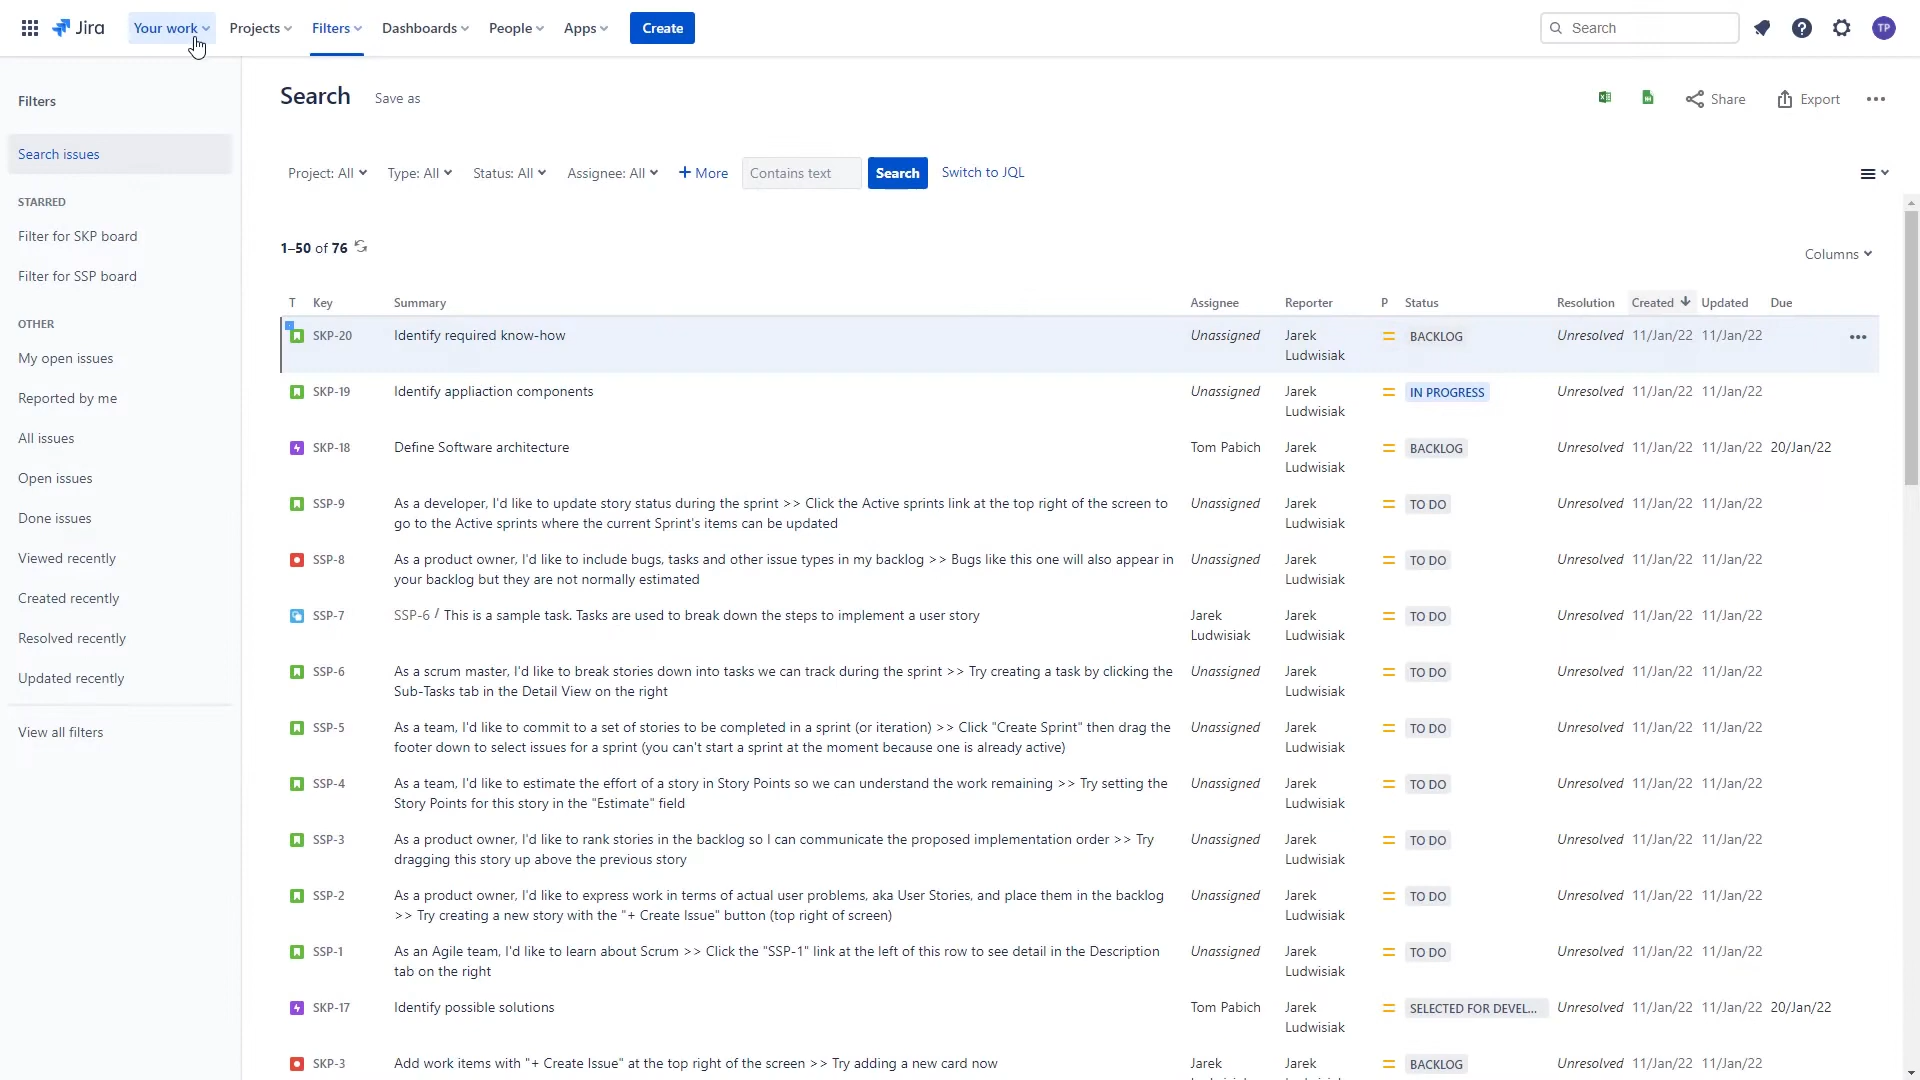 Jira Your work Projects Filters Dashboards People Apps Create Search TP
Filters
Search issues
STARRED
Filter for SKP board
Filter for SSP board
OTHER
My open issues
Reported by me
All issues
Open issues
Done issues
Viewed recently
Created recently
Resolved recently
Updated recently
View all filters
Search Save as Share Export
Project: All Type: All Status: All Assignee: All + More Contains text Search Switch to JQL
1–50 of 76
Columns
T Key Summary Assignee Reporter P Status Resolution Created Updated Due
SKP-20 Identify required know-how Unassigned Jarek Ludwisiak BACKLOG Unresolved 11/Jan/22 11/Jan/22
SKP-19 Identify appliaction components Unassigned Jarek Ludwisiak IN PROGRESS Unresolved 11/Jan/22 11/Jan/22
SKP-18 Define Software architecture Tom Pabich Jarek Ludwisiak BACKLOG Unresolved 11/Jan/22 11/Jan/22 20/Jan/22
SSP-9 As a developer, I'd like to update story status during the sprint >> Click the Active sprints link at the top right of the screen to
go to the Active sprints where the current Sprint's items can be updated Unassigned Jarek Ludwisiak TO DO Unresolved 11/Jan/22 11/Jan/22
SSP-8 As a product owner, I'd like to include bugs, tasks and other issue types in my backlog >> Bugs like this one will also appear in
your backlog but they are not normally estimated Unassigned Jarek Ludwisiak TO DO Unresolved 11/Jan/22 11/Jan/22
SSP-7 SSP-6 / This is a sample task. Tasks are used to break down the steps to implement a user story Jarek Ludwisiak Jarek Ludwisiak TO DO Unresolved 11/Jan/22 11/Jan/22
SSP-6 As a scrum master, I'd like to break stories down into tasks we can track during the sprint >> Try creating a task by clicking the
Sub-Tasks tab in the Detail View on the right Unassigned Jarek Ludwisiak TO DO Unresolved 11/Jan/22 11/Jan/22
SSP-5 As a team, I'd like to commit to a set of stories to be completed in a sprint (or iteration) >> Click "Create Sprint" then drag the
footer down to select issues for a sprint (you can't start a sprint at the moment because one is already active) Unassigned Jarek Ludwisiak TO DO Unresolved 11/Jan/22 11/Jan/22
SSP-4 As a team, I'd like to estimate the effort of a story in Story Points so we can understand the work remaining >> Try setting the
Story Points for this story in the "Estimate" field Unassigned Jarek Ludwisiak TO DO Unresolved 11/Jan/22 11/Jan/22
SSP-3 As a product owner, I'd like to rank stories in the backlog so I can communicate the proposed implementation order >> Try
dragging this story up above the previous story Unassigned Jarek Ludwisiak TO DO Unresolved 11/Jan/22 11/Jan/22
SSP-2 As a product owner, I'd like to express work in terms of actual user problems, aka User Stories, and place them in the backlog
>> Try creating a new story with the "+ Create Issue" button (top right of screen) Unassigned Jarek Ludwisiak TO DO Unresolved 11/Jan/22 11/Jan/22
SSP-1 As an Agile team, I'd like to learn about Scrum >> Click the "SSP-1" link at the left of this row to see detail in the Description
tab on the right Unassigned Jarek Ludwisiak TO DO Unresolved 11/Jan/22 11/Jan/22
SKP-17 Identify possible solutions Tom Pabich Jarek Ludwisiak SELECTED FOR DEVEL... Unresolved 11/Jan/22 11/Jan/22 20/Jan/22
SKP-3 Add work items with "+ Create Issue" at the top right of the screen >> Try adding a new card now Jarek Jarek BACKLOG Unresolved 11/Jan/22 11/Jan/22